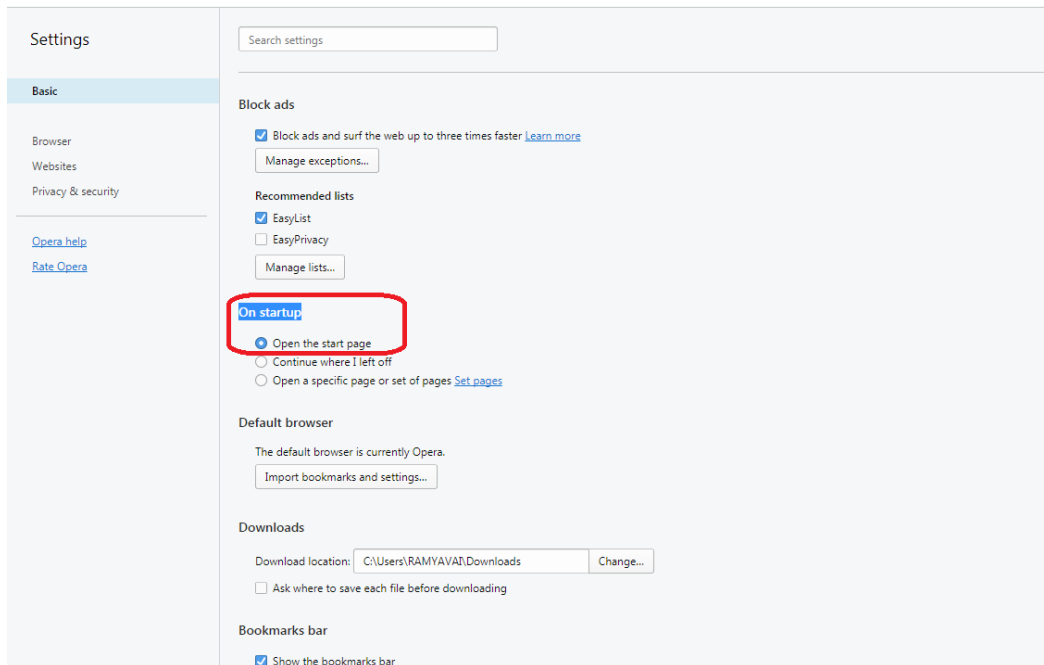 Settings
Search settings
Basic
Browser
Websites
Privacy & security
Opera help
Rate Opera
Block ads
Block ads and surf the web up to three times faster Learn more
Manage exceptions...
Recommended lists
EasyList
EasyPrivacy
Manage lists...
On startup
Open the start page
Continue where I left off
Open a specific page or set of pages Set pages
Default browser
The default browser is currently Opera.
Import bookmarks and settings...
Downloads
Download location: C:\Users\RAMYAVAI\Downloads Change...
Ask where to save each file before downloading
Bookmarks bar
Show the bookmarks bar